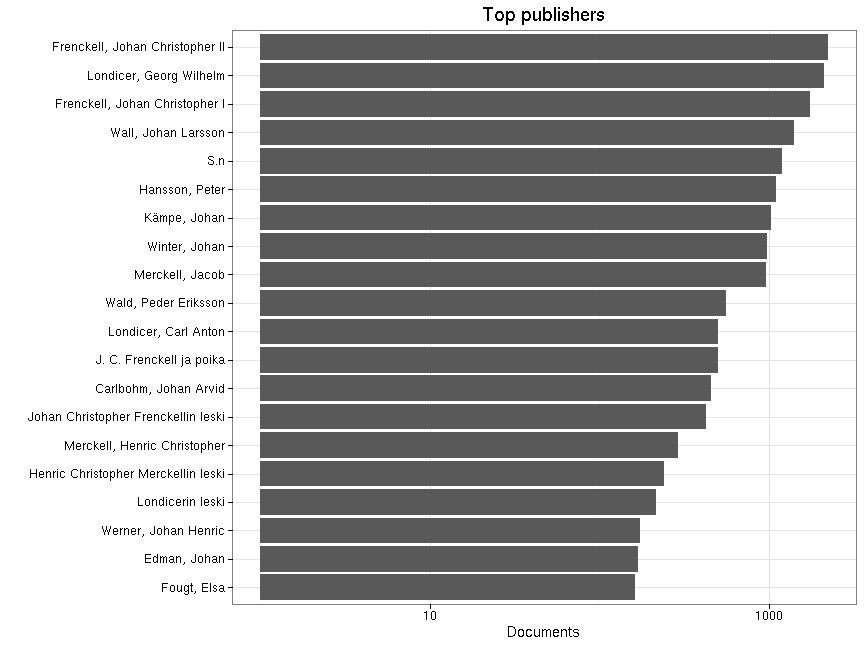 Top publishers
Frenckell, Johan Christopher II
Londicer, Georg Wilhelm
Frenckell, Johan Christopher I
Wall, Johan Larsson
S.n
Hansson, Peter
Kämpe, Johan
Winter, Johan
Merckell, Jacob
Wald, Peder Eriksson
Londicer, Carl Anton
J. C. Frenckell ja poika
Carlbohm, Johan Arvid
Johan Christopher Frenckellin leski
Merckell, Henric Christopher
Henric Christopher Merckellin leski
Londicerin leski
Werner, Johan Henric
Edman, Johan
Fougt, Elsa
10 1000
Documents